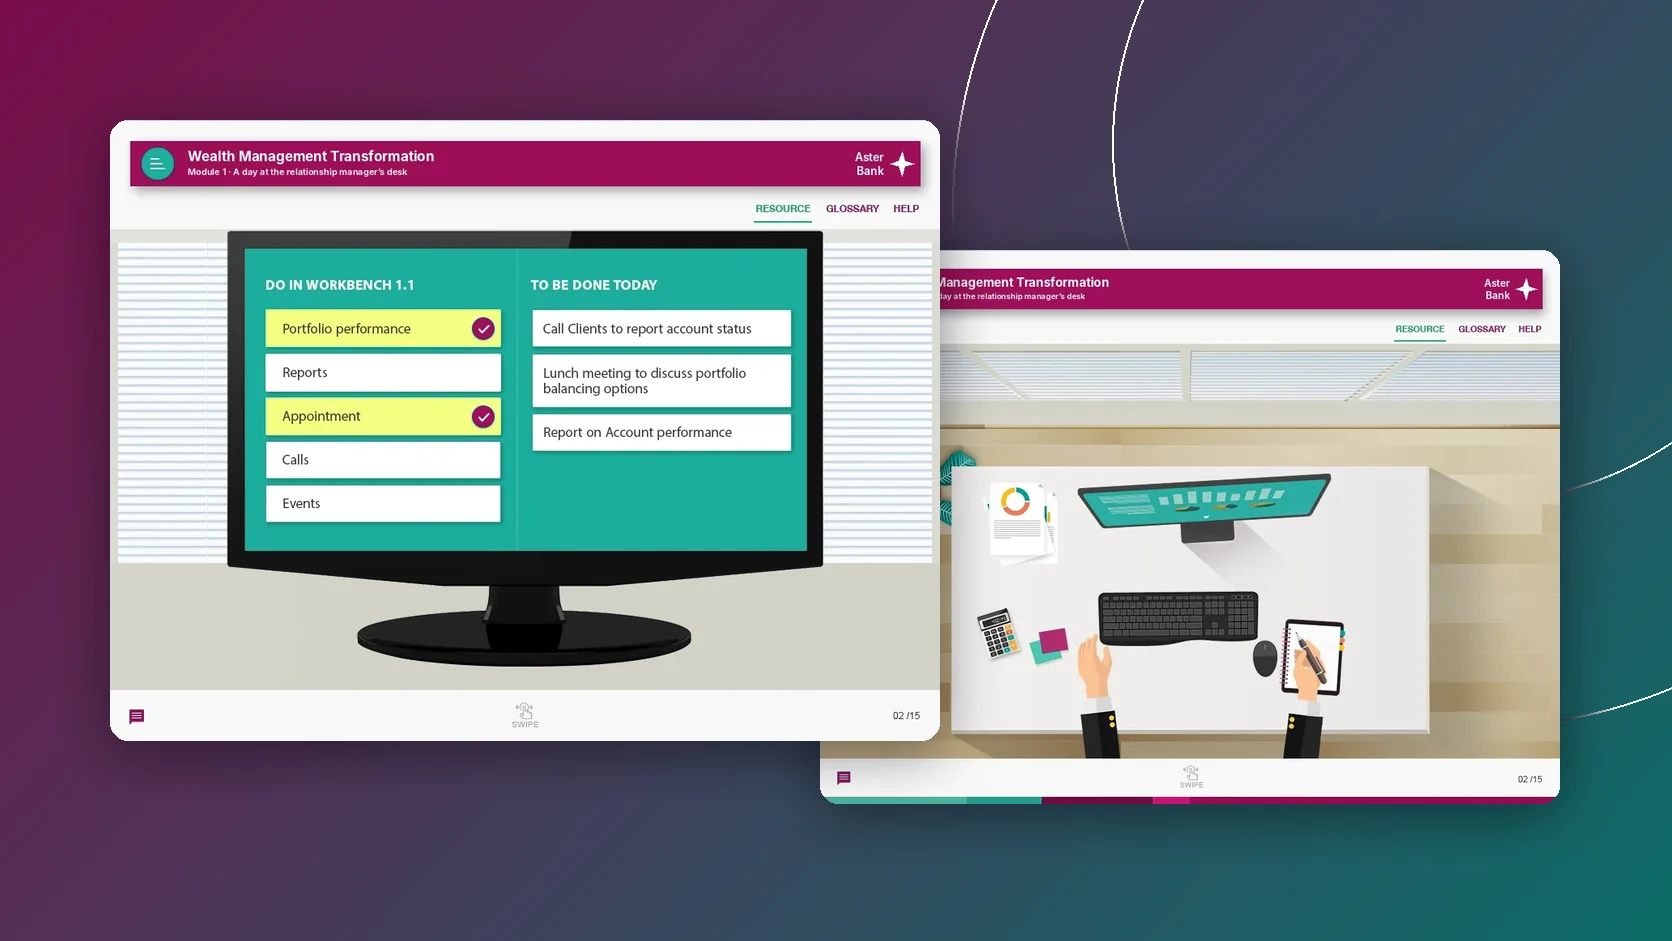 Wealth Management Transformation
Module 1 · A day at the relationship manager's desk
Aster
Bank
RESOURCE GLOSSARY HELP
DO IN WORKBENCH 1.1
Portfolio performance
Reports
Appointment
Calls
Events
TO BE DONE TODAY
Call Clients to report account status
Lunch meeting to discuss portfolio
balancing options
Report on Account performance
SWIPE
02 /15
Management Transformation
day at the relationship manager's desk
Aster
Bank
RESOURCE GLOSSARY HELP
SWIPE
02 /15